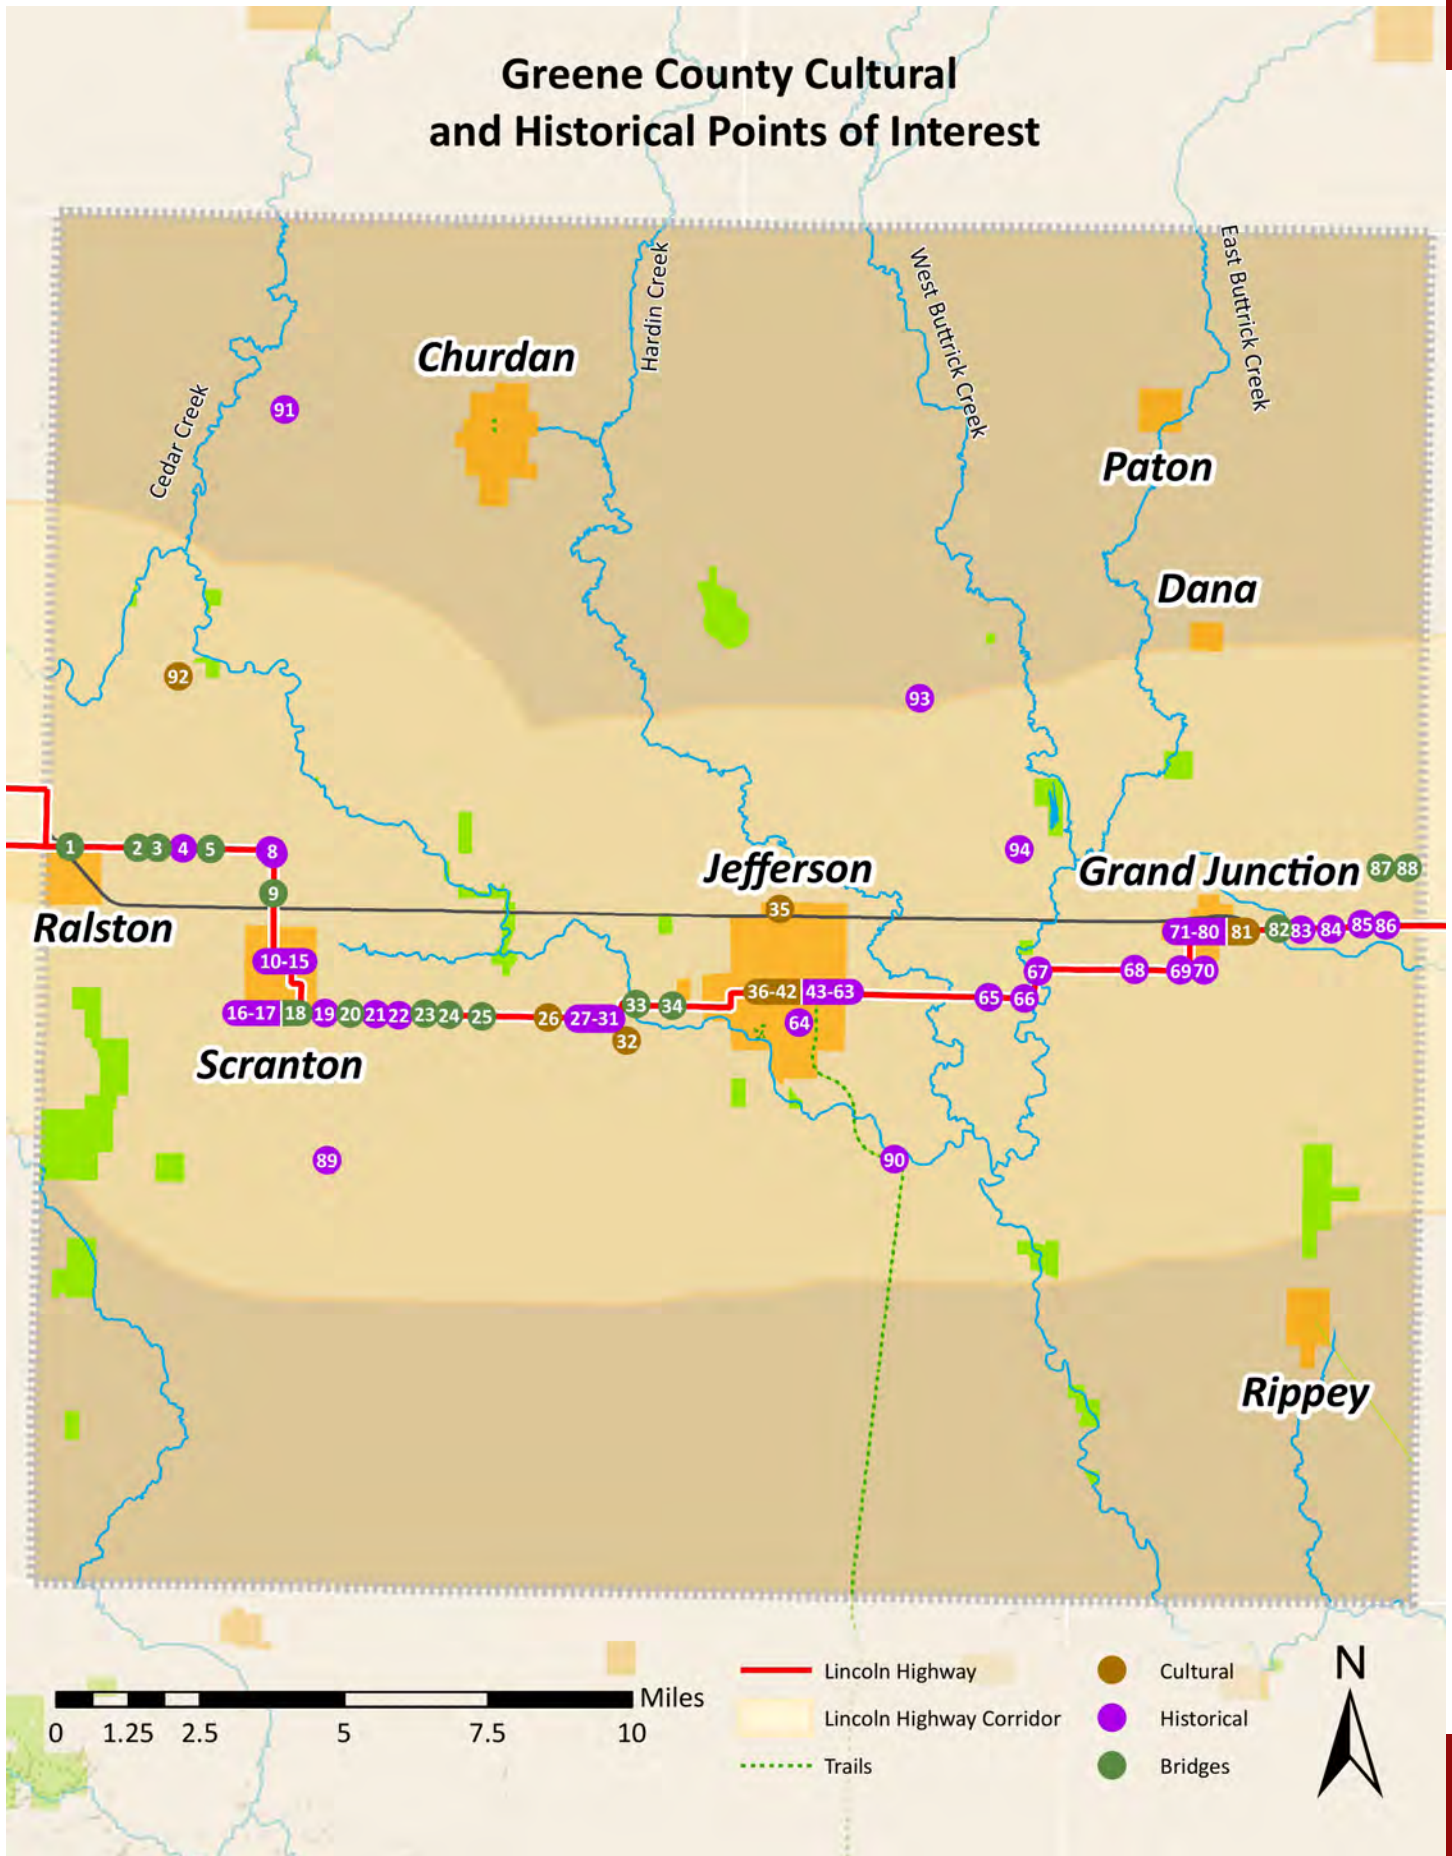 Greene County Cultural
and Historical Points of Interest
East Buttrick Creek
Hardin Creek
West Buttrick Creek
Churdan
Cedar Creek
91
Paton
Dana
92
93
1
2
3
4
5
8
94
Jefferson
Grand Junction
87
88
9
35
Ralston
71-80
81
82
83
84
85
86
10-15
67
68
69
70
36-42
43-63
65
66
16-17
18
19
20
21
22
23
24
25
26
27-31
33
34
64
32
Scranton
89
90
Rippey
N
Lincoln Highway
Cultural
Miles
0 1.25 2.5 5 7.5 10
Lincoln Highway Corridor
Historical
Trails
Bridges